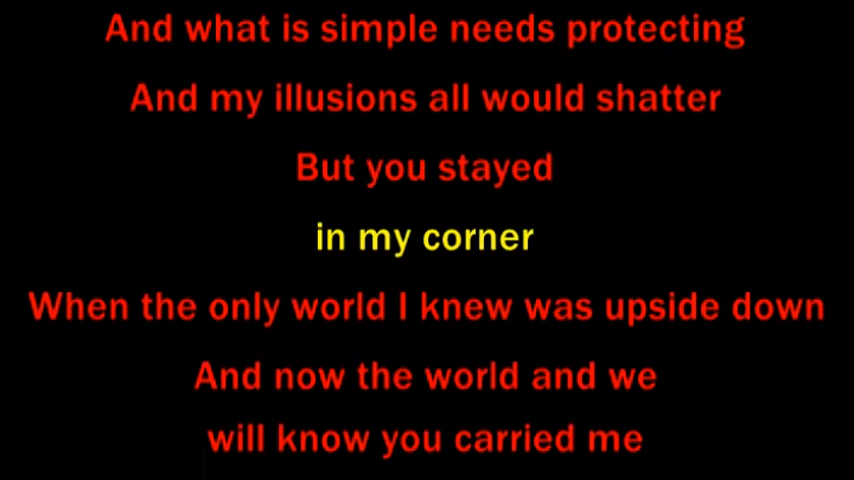 And what is simple needs protecting
And my illusions all would shatter
But you stayed
in my corner
When the only world I knew was upside down
And now the world and we
will know you carried me